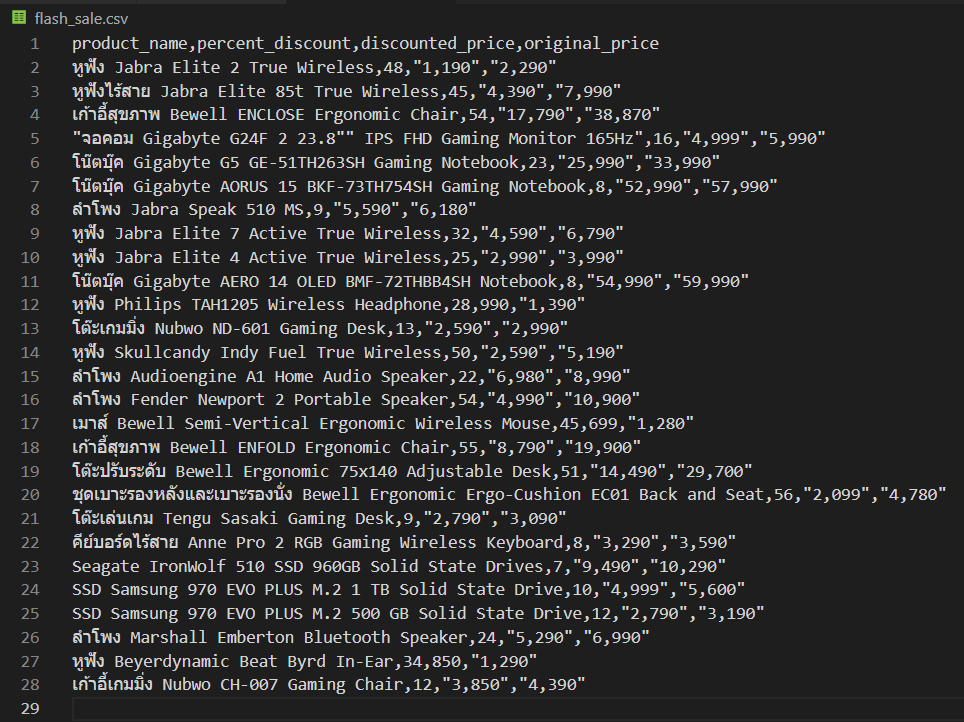 flash_sale.csv
1 product_name,percent_discount,discounted_price,original_price
2 หูฟัง Jabra Elite 2 True Wireless,48,"1,190","2,290"
3 หูฟังไร้สาย Jabra Elite 85t True Wireless,45,"4,390","7,990"
4 เก้าอี้สุขภาพ Bewell ENCLOSE Ergonomic Chair,54,"17,790","38,870"
5 "จอคอม Gigabyte G24F 2 23.8"" IPS FHD Gaming Monitor 165Hz",16,"4,999","5,990"
6 โน๊ตบุ๊ค Gigabyte G5 GE-51TH263SH Gaming Notebook,23,"25,990","33,990"
7 โน๊ตบุ๊ค Gigabyte AORUS 15 BKF-73TH754SH Gaming Notebook,8,"52,990","57,990"
8 ลำโพง Jabra Speak 510 MS,9,"5,590","6,180"
9 หูฟัง Jabra Elite 7 Active True Wireless,32,"4,590","6,790"
10 หูฟัง Jabra Elite 4 Active True Wireless,25,"2,990","3,990"
11 โน๊ตบุ๊ค Gigabyte AERO 14 OLED BMF-72THBB4SH Notebook,8,"54,990","59,990"
12 หูฟัง Philips TAH1205 Wireless Headphone,28,990,"1,390"
13 โต๊ะเกมมิ่ง Nubwo ND-601 Gaming Desk,13,"2,590","2,990"
14 หูฟัง Skullcandy Indy Fuel True Wireless,50,"2,590","5,190"
15 ลำโพง Audioengine A1 Home Audio Speaker,22,"6,980","8,990"
16 ลำโพง Fender Newport 2 Portable Speaker,54,"4,990","10,900"
17 เมาส์ Bewell Semi-Vertical Ergonomic Wireless Mouse,45,699,"1,280"
18 เก้าอี้สุขภาพ Bewell ENFOLD Ergonomic Chair,55,"8,790","19,900"
19 โต๊ะปรับระดับ Bewell Ergonomic 75x140 Adjustable Desk,51,"14,490","29,700"
20 ชุดเบาะรองหลังและเบาะรองนั่ง Bewell Ergonomic Ergo-Cushion EC01 Back and Seat,56,"2,099","4,780"
21 โต๊ะเล่นเกม Tengu Sasaki Gaming Desk,9,"2,790","3,090"
22 คีย์บอร์ดไร้สาย Anne Pro 2 RGB Gaming Wireless Keyboard,8,"3,290","3,590"
23 Seagate IronWolf 510 SSD 960GB Solid State Drives,7,"9,490","10,290"
24 SSD Samsung 970 EVO PLUS M.2 1 TB Solid State Drive,10,"4,999","5,600"
25 SSD Samsung 970 EVO PLUS M.2 500 GB Solid State Drive,12,"2,790","3,190"
26 ลำโพง Marshall Emberton Bluetooth Speaker,24,"5,290","6,990"
27 หูฟัง Beyerdynamic Beat Byrd In-Ear,34,850,"1,290"
28 เก้าอี้เกมมิ่ง Nubwo CH-007 Gaming Chair,12,"3,850","4,390"
29